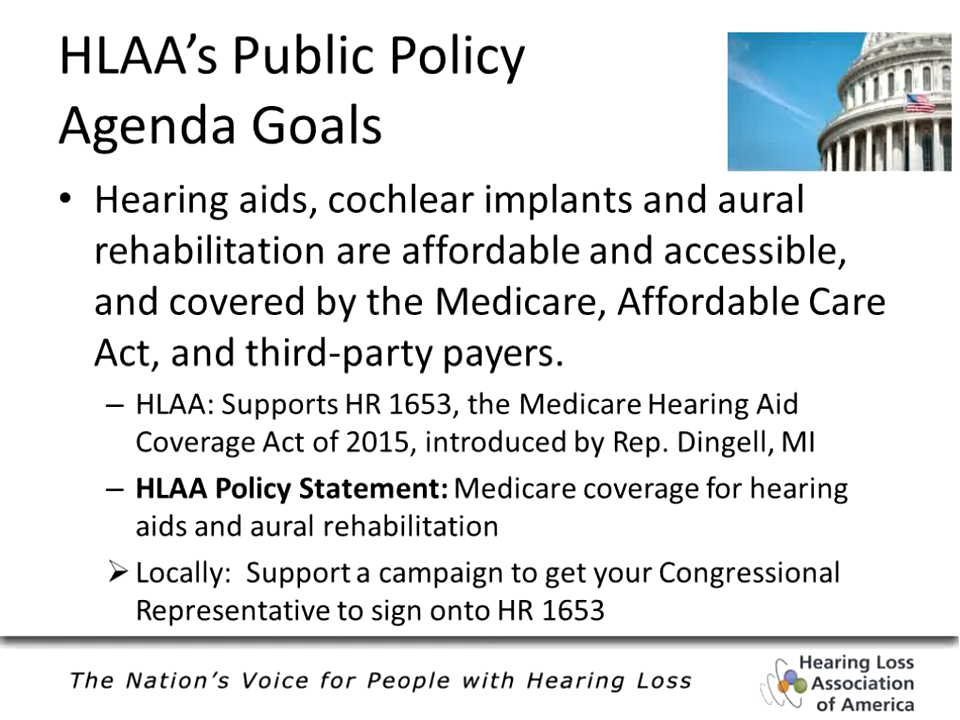 HLAA’s Public Policy
Agenda Goals
• Hearing aids, cochlear implants and aural
rehabilitation are affordable and accessible,
and covered by the Medicare, Affordable Care
Act, and third-party payers.
– HLAA: Supports HR 1653, the Medicare Hearing Aid
Coverage Act of 2015, introduced by Rep. Dingell, MI
– HLAA Policy Statement: Medicare coverage for hearing
aids and aural rehabilitation
➢ Locally: Support a campaign to get your Congressional
Representative to sign onto HR 1653
The Nation’s Voice for People with Hearing Loss
Hearing Loss
Association
of America